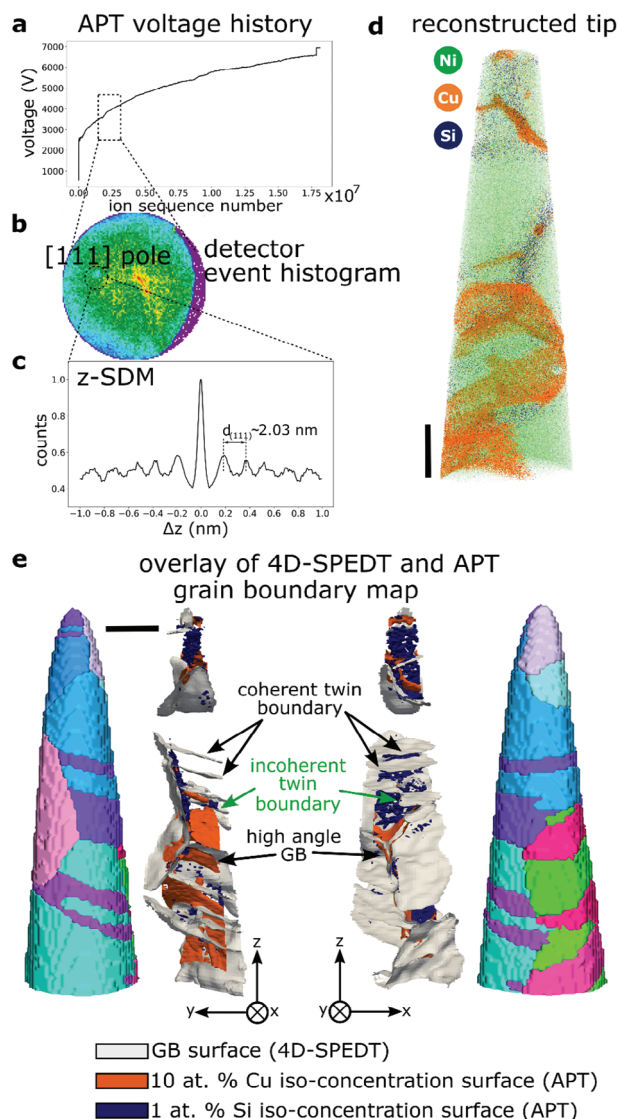 a APT voltage history
voltage (V)
7000
6000
5000
4000
3000
2000
1000
0.00 0.25 0.50 0.75 1.00 1.25 1.50 1.75
ion sequence number x10⁷
b
[111] pole
detector
event histogram
c
z-SDM
counts
1.0
0.8
0.6
0.4
d(111)~2.03 nm
−1.0 −0.8 −0.6 −0.4 −0.2 0.0 0.2 0.4 0.6 0.8 1.0
Δz (nm)
d reconstructed tip
Ni
Cu
Si
e overlay of 4D-SPEDT and APT
grain boundary map
coherent twin
boundary
incoherent
twin
boundary
high angle
GB
z
y x
z
y x
GB surface (4D-SPEDT)
10 at. % Cu iso-concentration surface (APT)
1 at. % Si iso-concentration surface (APT)